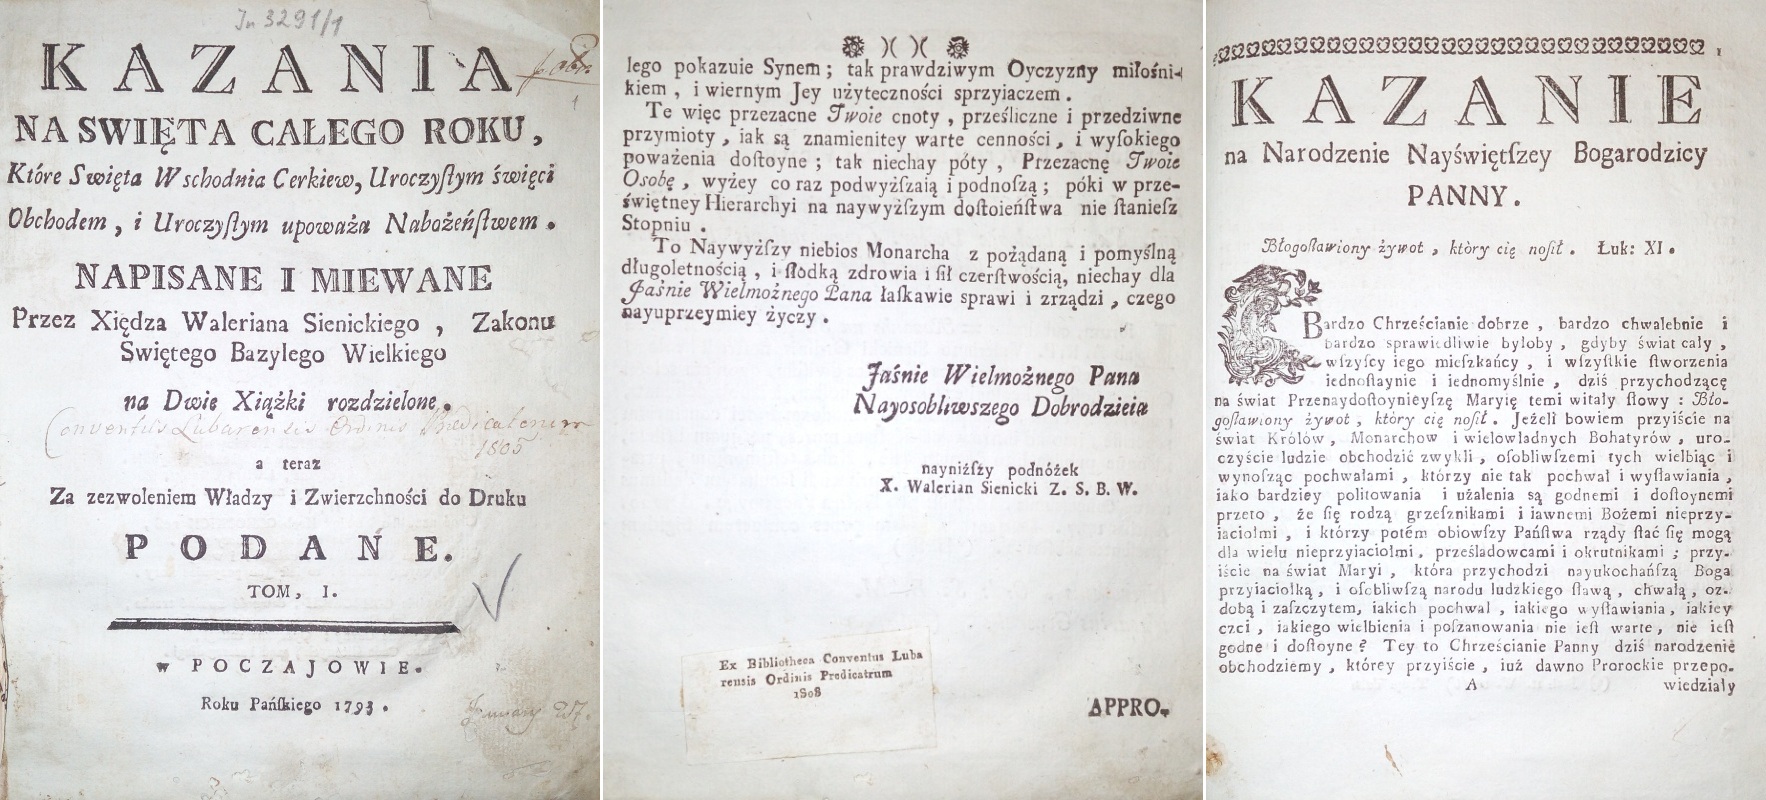 Jn 3291/1
KAZANIA
NA SWIĘTA CAŁEGO ROKU,
Które Swięta Wschodnia Cerkiew, Uroczyſtym święci
Obchodem, i Uroczyſtym upoważa Nabożeńſtwem.
NAPISANE I MIEWANE
Przez Xiędza Waleriana Sienickiego, Zakonu
Swiętego Bazylego Wielkiego
na Dwie Xiążki rozdzielone.
Conventûs Lubarensis Ordinis Predicatorum
1805
a teraz
Za zezwoleniem Władzy i Zwierzchności do Druku
PODANE.
TOM, I.
w POCZAJOWIE.
Roku Pańſkiego 1793.
lego pokazuie Synem; tak prawdziwym Oyczyzny miłośni-
kiem, i wiernym Jey użyteczności sprzyiaczem.
Te więc przezacne Twoie cnoty, prześliczne i przedziwne
przymioty, iak są znamienitey warte cenności, i wyſokiego
poważenia doſtoyne; tak niechay póty, Przezacnę Twoie
Osobę, wyżey co raz podwyżſzaią i podnoſzą; póki w prze-
świętney Hierarchyi na naywyżſzym doſtoieńſtwa nie ſtanieſz
Stopniu.
To Naywyżſzy niebios Monarcha z pożądaną i pomyślną
długoletnością, i ſłodką zdrowia i ſił czerſtwością, niechay dla
Jaśnie Wielmożnego Pana łaſkawie sprawi i zrządzi, czego
nayuprzeymiey życzy.
Jaśnie Wielmożnego Pana
Nayosobliwszego Dobrodzieia
nayniżſzy podnóżek
X. Walerian Sienicki Z. S. B. W.
Ex Bibliotheca Conventus Luba
rensis Ordinis Predicatrum
1808
APPRO-
1
KAZANIE
na Narodzenie Nayświętſzey Bogarodzicy
PANNY.
Błogoſławiony żywot, który cię noſił. Łuk: XI.
Bardzo Chrześcianie dobrze, bardzo chwalebnie i
bardzo sprawiedliwie byłoby, gdyby świat cały,
wſzyſcy iego mieſzkańcy, i wſzyſtkie ſtworzenia
iednoſtaynie i iednomyślnie, dziś przychodzącę
na świat Przenaydoſtoynieyſzę Maryię temi witały ſłowy: Bło-
goſławiony żywot, który cię noſił. Jeżeli bowiem przyiście na
świat Królów, Monarchow i wielowładnych Bohatyrów, uro-
czyście ludzie obchodzić zwykli, oſobliwſzemi tych wielbiąc i
wynoſząc pochwałami, którzy nie tak pochwał i wyſławiania,
iako bardziey politowania i użalenia są godnemi i doſtoynemi
przeto, że ſię rodzą grzeſznikami i iawnemi Bożemi nieprzy-
iaciołmi, i którzy potém obiowſzy Pańſtwa rządy ſtać ſię mogą
dla wielu nieprzyiaciołmi, prześladowcami i okrutnikami; przy-
iście na świat Maryi, która przychodzi nayukochańſzą Boga
przyiaciołką, i oſobliwſzą narodu ludzkiego ſławą, chwałą, oz-
dobą i zaſzczytem, iakich pochwał, iakiego wyſławiania, iakiey
czci, iakiego wielbienia i poſzanowania nie ieſt warte, nie ieſt
godne i doſtoyne? Tey to Chrześcianie Panny dziś narodzenie
obchodziemy, którey przyiście, iuż dawno Prorockie przepo-
A wiedziały